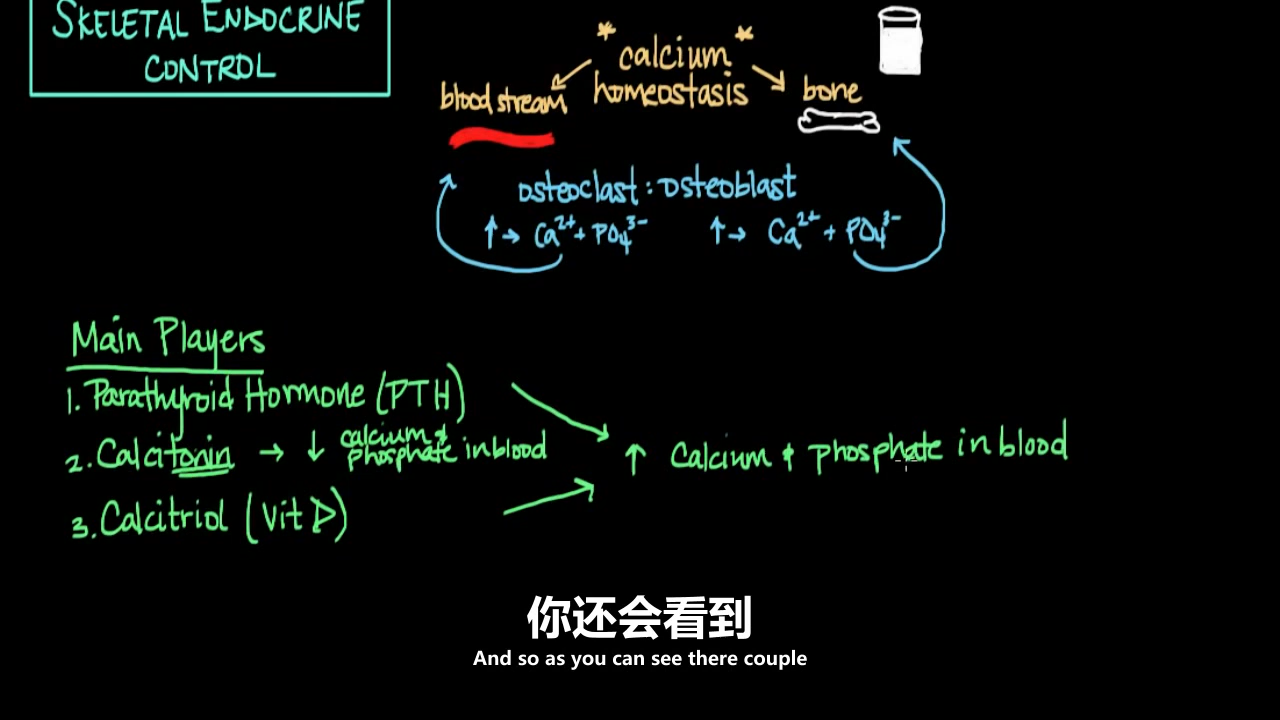 SKELETAL ENDOCRINE
CONTROL
* calcium *
homeostasis
blood stream
bone
osteoclast : osteoblast
↑ → Ca²⁺ + PO₄³⁻
↑ → Ca²⁺ + PO₄³⁻
Main Players
1. Parathyroid Hormone (PTH)
2. Calcitonin → ↓ calcium & phosphate in blood
3. Calcitriol (Vit D)
↑ Calcium & phosphate in blood
你还会看到
And so as you can see there couple